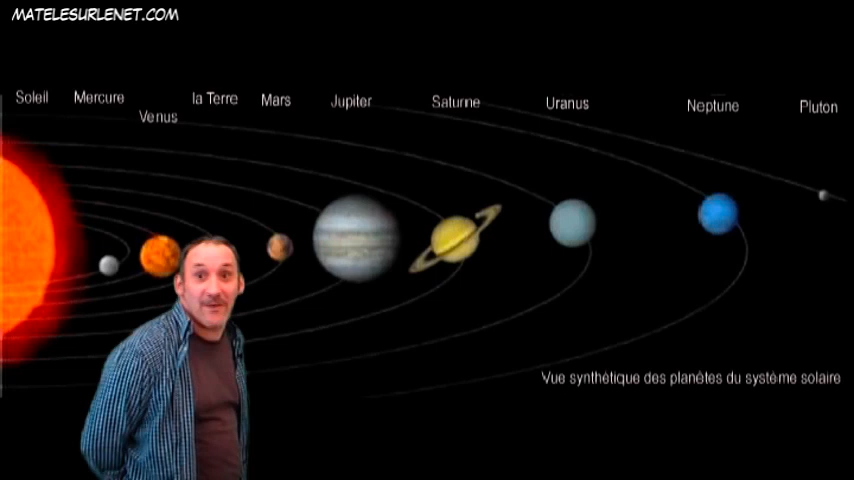 MATELESURLENET.COM
Soleil Mercure Venus la Terre Mars Jupiter Saturne Uranus Neptune Pluton
Vue synthétique des planètes du système solaire